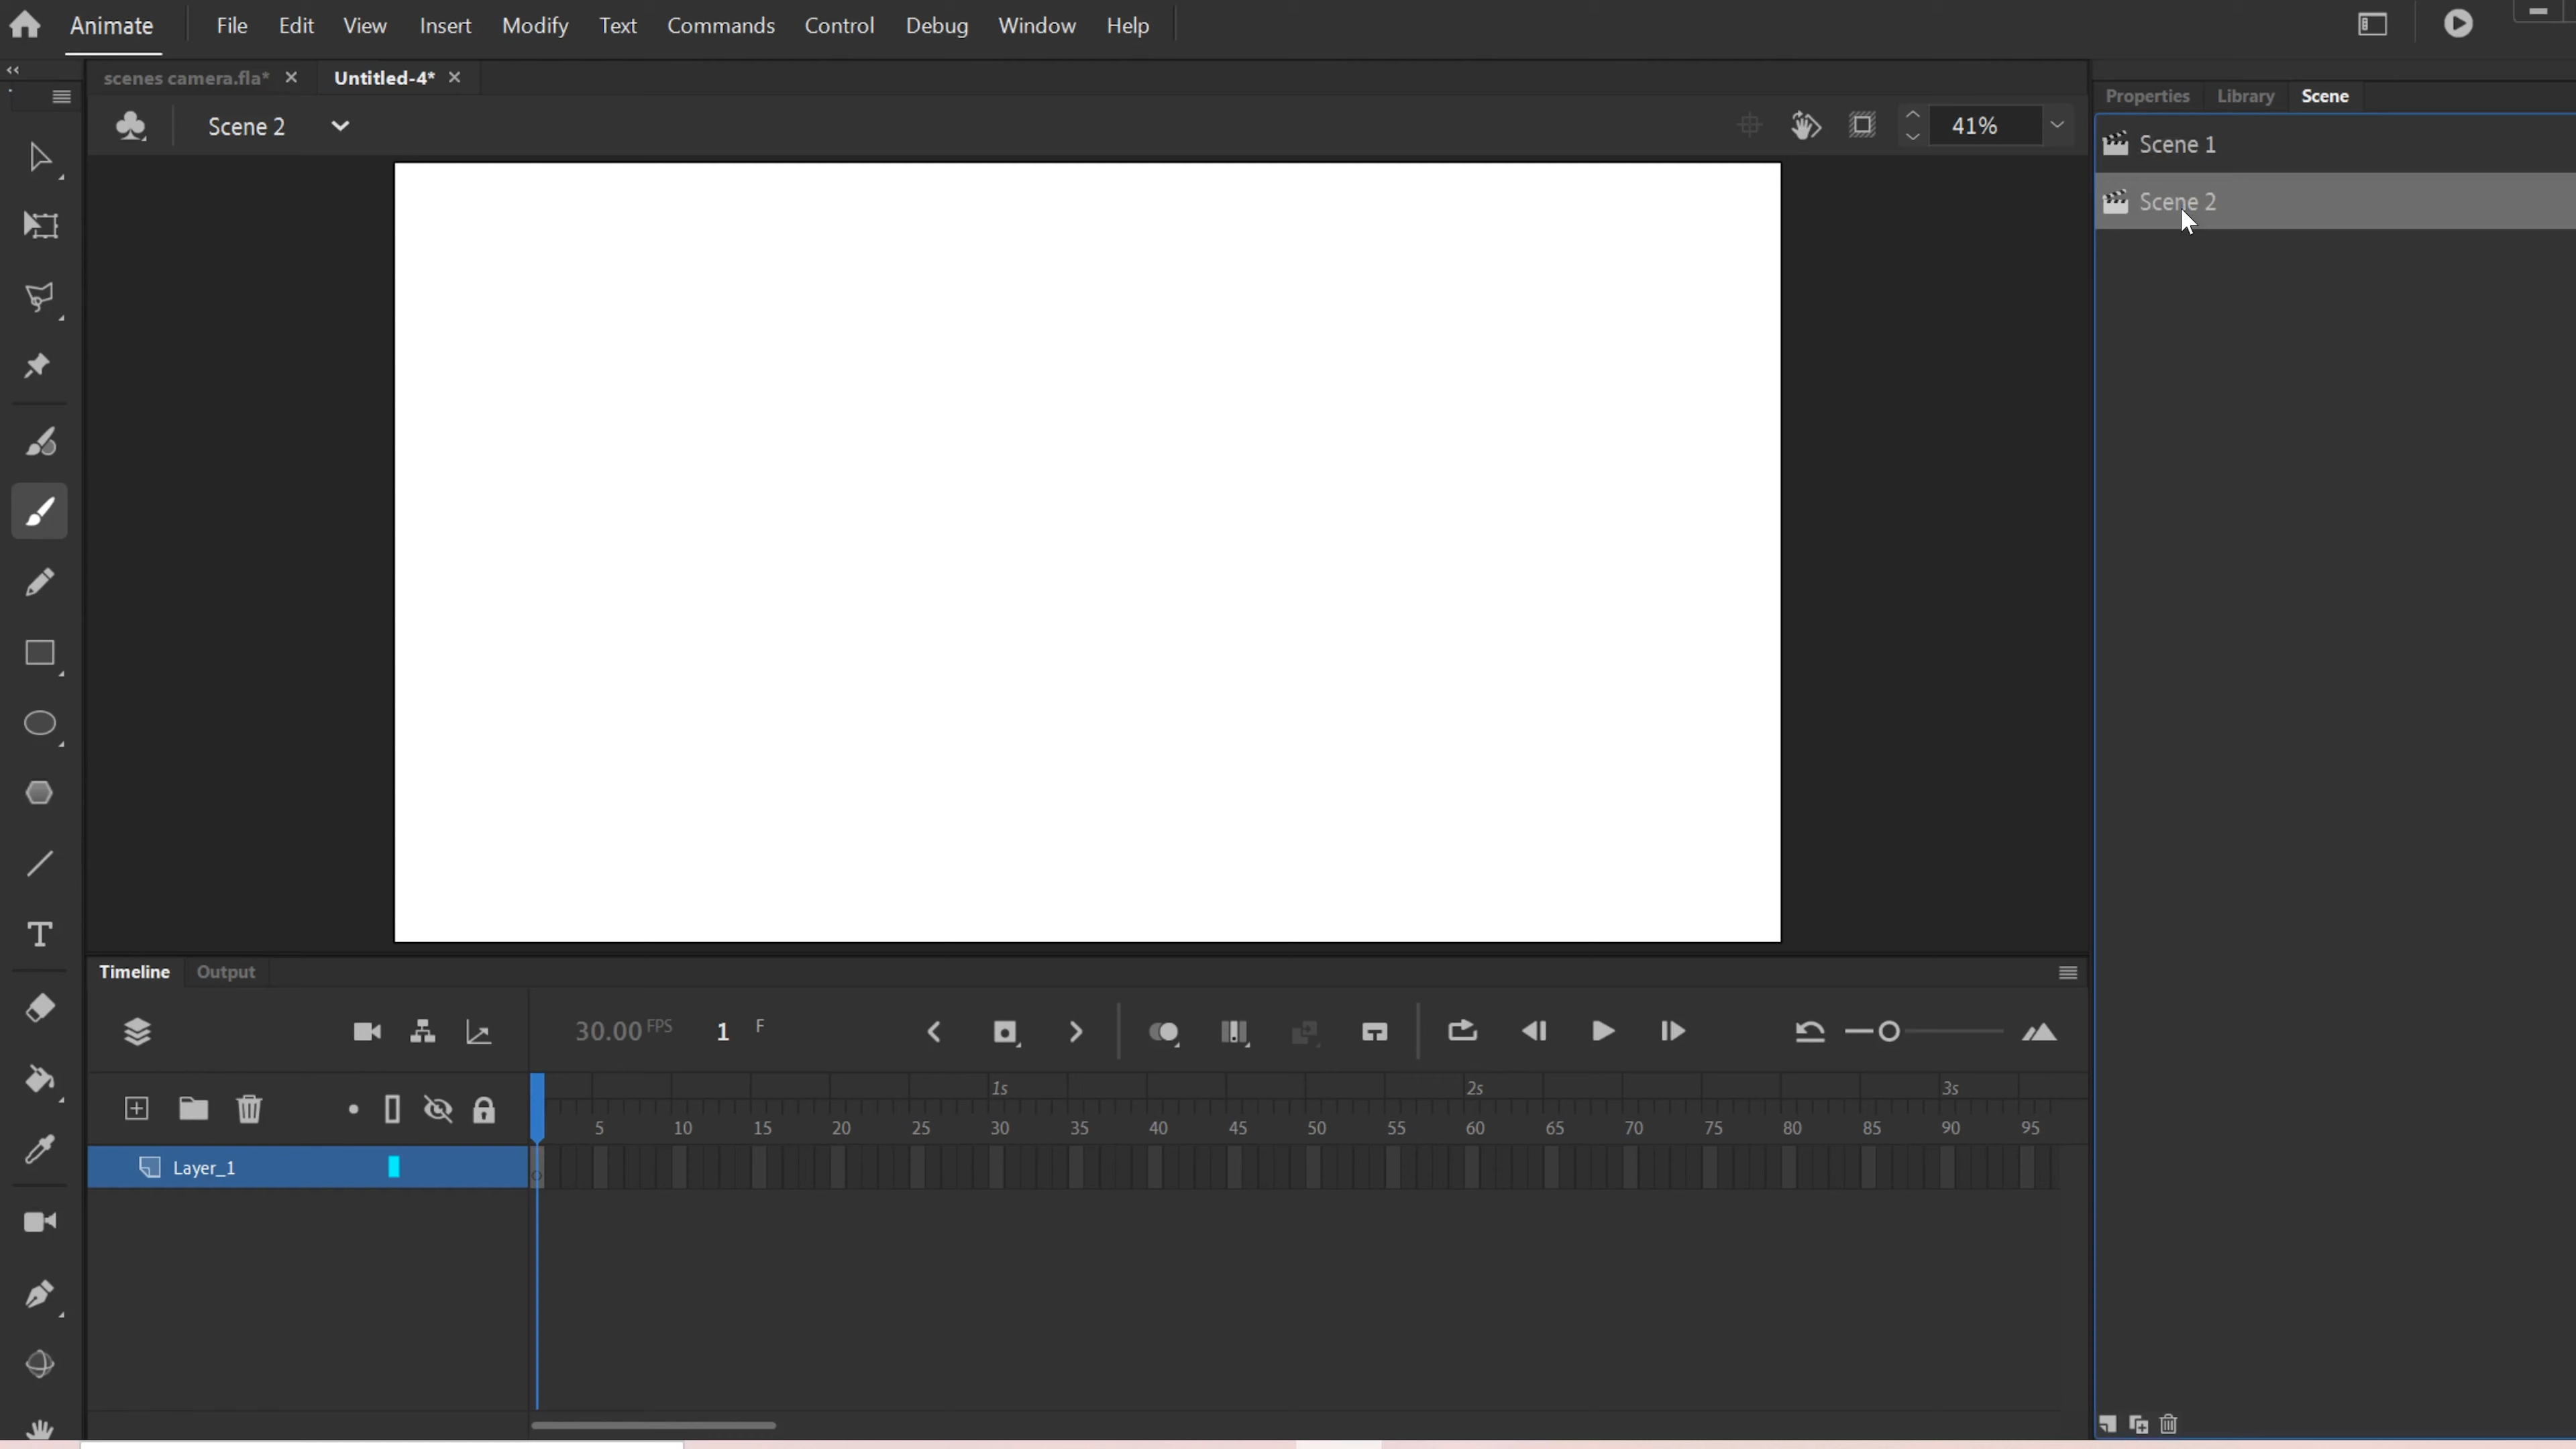 Animate File Edit View Insert Modify Text Commands Control Debug Window Help
scenes camera.fla* Untitled-4*
Properties Library Scene
Scene 2
41%
Scene 1
Scene 2
Timeline Output
30.00 FPS 1 F
1s 2s 3s
5 10 15 20 25 30 35 40 45 50 55 60 65 70 75 80 85 90 95
Layer_1